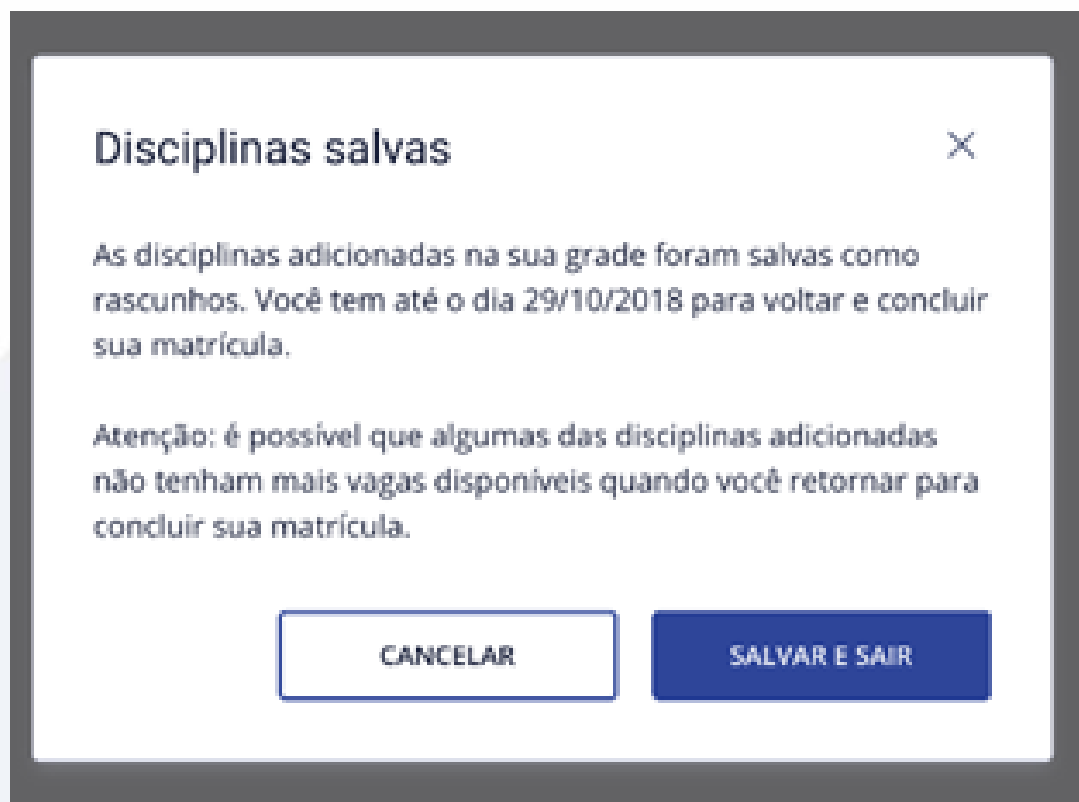 Disciplinas salvas
As disciplinas adicionadas na sua grade foram salvas como
rascunhos. Você tem até o dia 29/10/2018 para voltar e concluir
sua matrícula.
Atenção: é possível que algumas das disciplinas adicionadas
não tenham mais vagas disponíveis quando você retornar para
concluir sua matrícula.
CANCELAR
SALVAR E SAIR